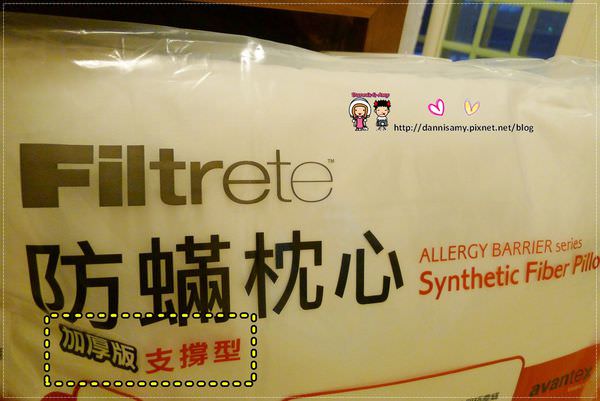 http://dannisamy.pixnet.net/blog
Filtrete™
防蟎枕心
ALLERGY BARRIER series
Synthetic Fiber Pillo
加厚版 支撐型
avantex